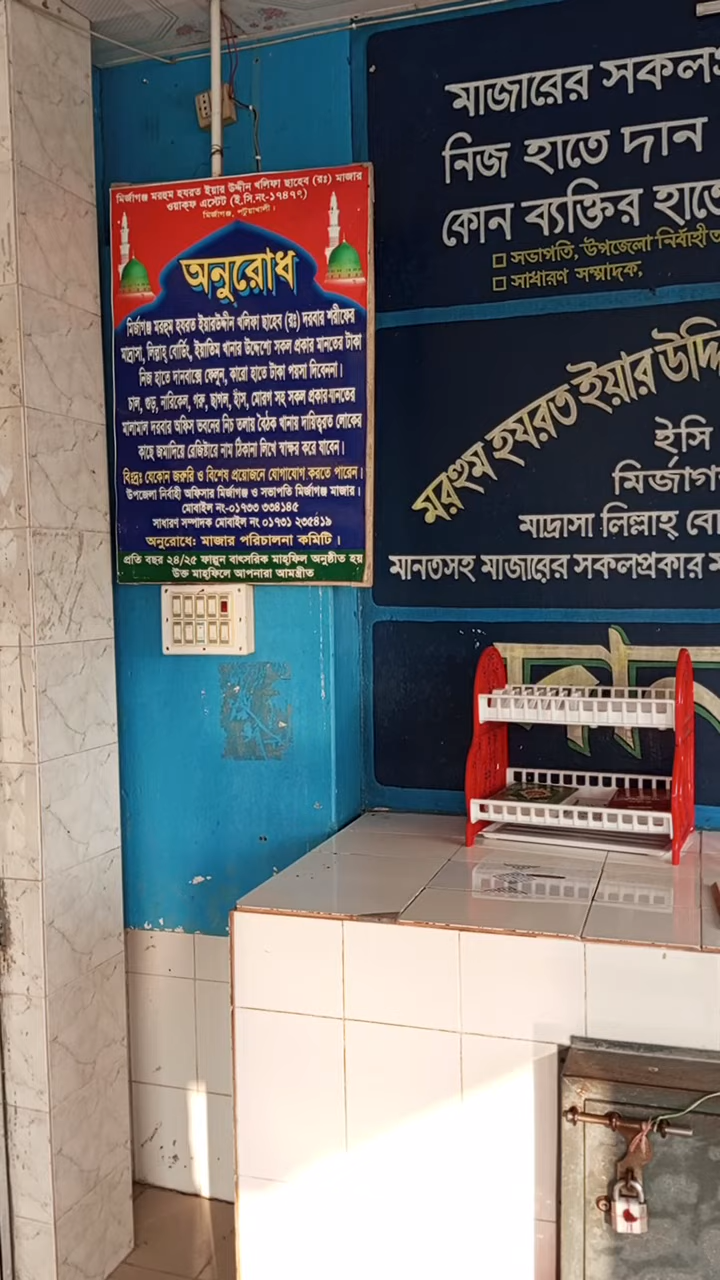 মির্জাগঞ্জ মরহুম হযরত ইয়ার উদ্দীন খলিফা ছাহেব (রঃ) মাজার
ওয়াক্ফ এস্টেট (ই.সি.নং-১৭৪৭৭)
মির্জাগঞ্জ, পটুয়াখালী।
অনুরোধ
মির্জাগঞ্জ মরহুম হযরত ইয়ারউদ্দীন খলিফা ছাহেব (রঃ) দরবার শরীফের
মাদ্রাসা, লিল্লাহ্ বোর্ডিং, ইয়াতিম খানার উদ্দেশ্যে সকল প্রকার মানতের টাকা
নিজ হাতে দানবাক্সে ফেলুন, কারো হাতে টাকা পয়সা দিবেননা।
চাল, গুড়, নারিকেল, গরু, ছাগল, হাঁস, মোরগ সহ সকল প্রকার মানতের
মালামাল দরবার অফিস ভবনের নিচ তলায় বৈঠক খানার দায়িত্বরত লোকের
কাছে জমাদিয়ে রেজিষ্টারে নাম ঠিকানা লিখে স্বাক্ষর করে যাবেন।
বিঃদ্রঃ যেকোন জরুরি ও বিশেষ প্রয়োজনে যোগাযোগ করতে পারেন।
উপজেলা নির্বাহী অফিসার মির্জাগঞ্জ ও সভাপতি মির্জাগঞ্জ মাজার।
মোবাইল নং-০১৭৩৩ ৩৩৪১৪৫
সাধারণ সম্পাদক মোবাইল নং ০১৭৩১ ২৩৫৪১৯
অনুরোধে: মাজার পরিচালনা কমিটি।
প্রতি বছর ২৪/২৫ ফাল্গুন বাৎসরিক মাহ্ফিল অনুষ্ঠীত হয়
উক্ত মাহ্ফিলে আপনারা আমন্ত্রীত
মাজারের সকল
নিজ হাতে দান
কোন ব্যক্তির হাতে
সভাপতি, উপজেলা নির্বাহী
সাধারণ সম্পাদক,
মরহুম হযরত ইয়ার উদ্দি
ইসি
মির্জাগ
মাদ্রাসা লিল্লাহ্ বো
মানতসহ মাজারের সকলপ্রকার